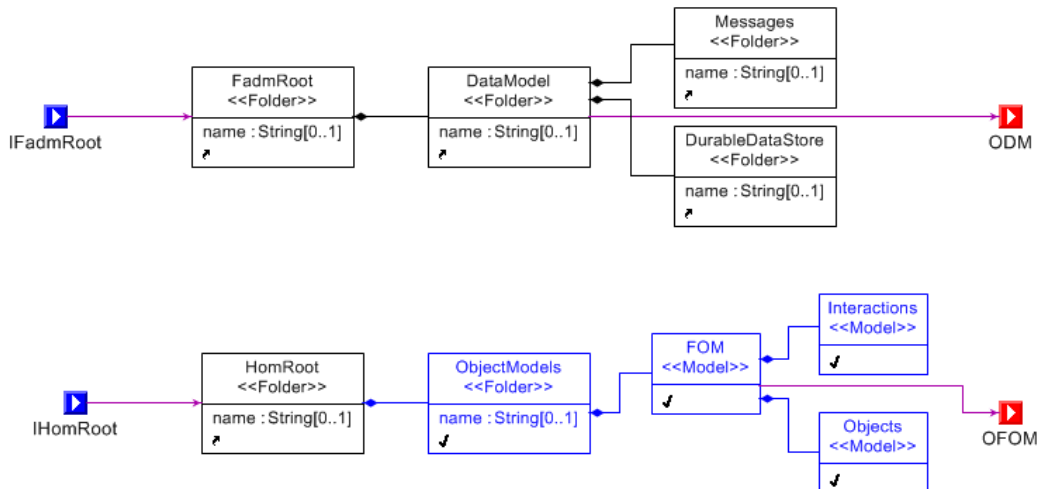 Messages
<<Folder>>
name : String[0..1]
FadmRoot
<<Folder>>
name : String[0..1]
DataModel
<<Folder>>
name : String[0..1]
IFadmRoot
ODM
DurableDataStore
<<Folder>>
name : String[0..1]
Interactions
<<Model>>
HomRoot
<<Folder>>
name : String[0..1]
ObjectModels
<<Folder>>
name : String[0..1]
FOM
<<Model>>
IHomRoot
OFOM
Objects
<<Model>>